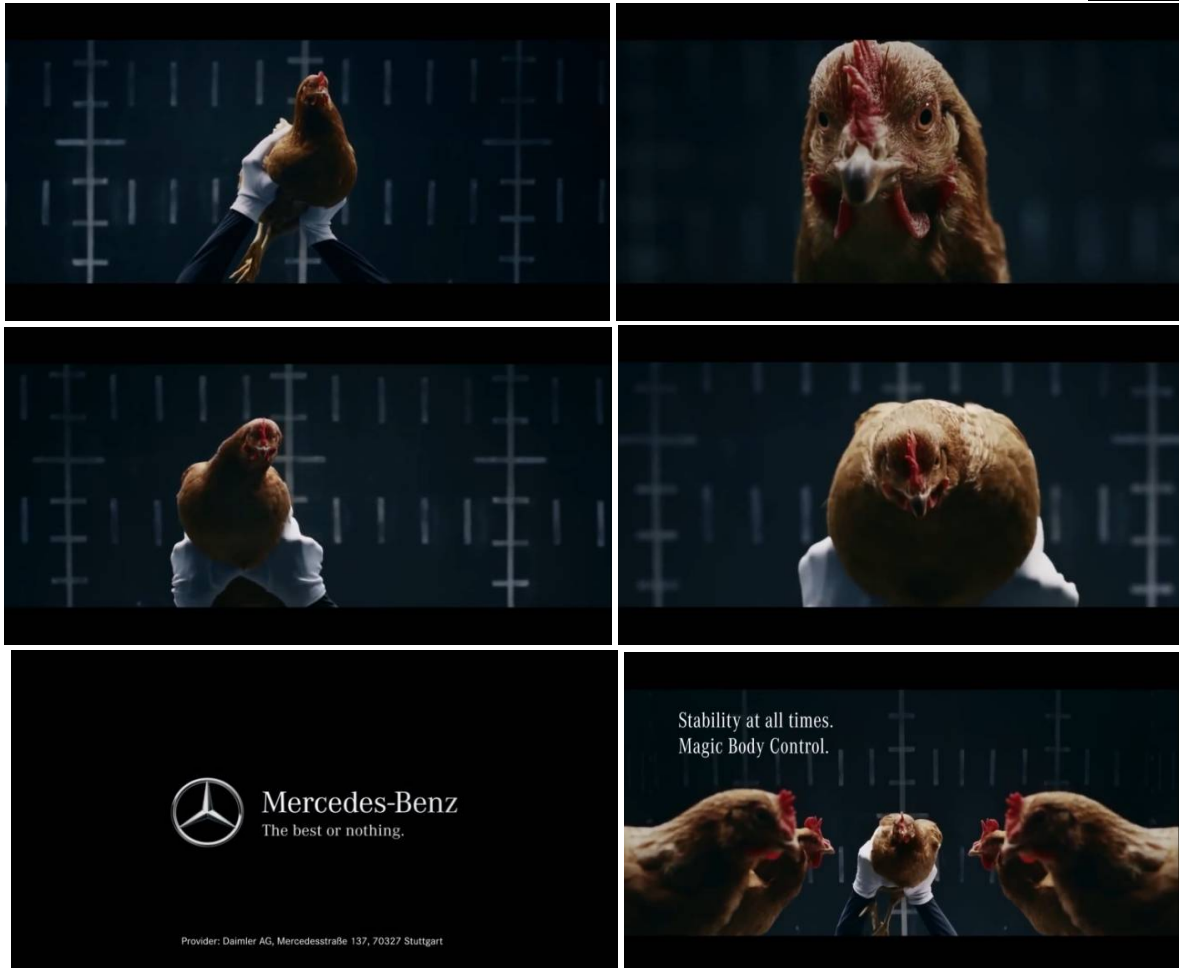 Mercedes-Benz
The best or nothing.
Provider: Daimler AG, Mercedesstraße 137, 70327 Stuttgart
Stability at all times.
Magic Body Control.